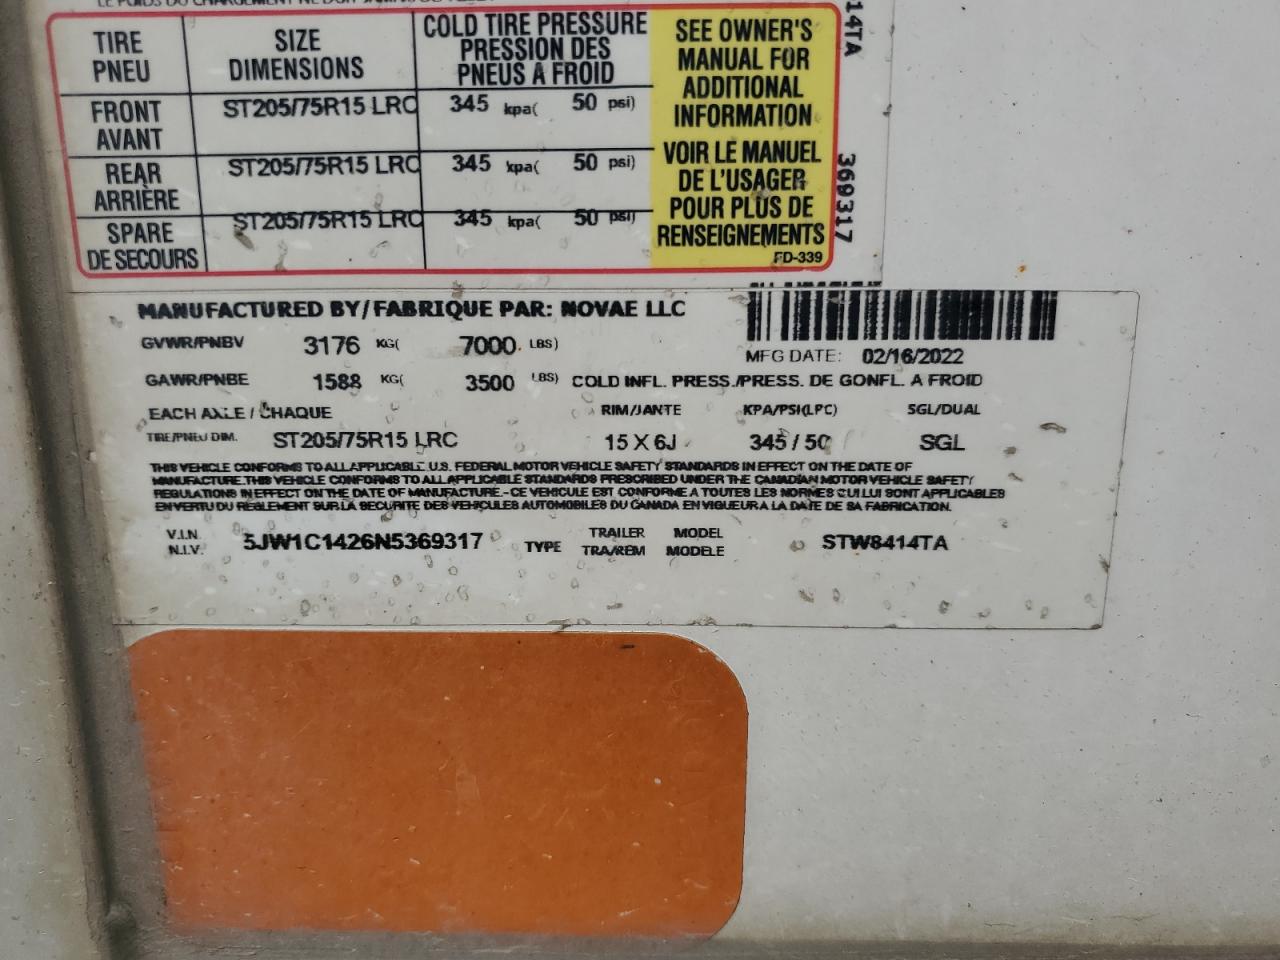 TIRE PNEU SIZE DIMENSIONS COLD TIRE PRESSURE PRESSION DES PNEUS A FROID
FRONT AVANT ST205/75R15 LRC 345 kpa( 50 psi)
REAR ARRIÈRE ST205/75R15 LRC 345 kpa( 50 psi)
SPARE DE SECOURS ST205/75R15 LRC 345 kpa( 50 psi)
SEE OWNER'S
MANUAL FOR
ADDITIONAL
INFORMATION
VOIR LE MANUEL
DE L'USAGER
POUR PLUS DE
RENSEIGNEMENTS
FD-339
14TA
369317
MANUFACTURED BY/FABRIQUE PAR: NOVAE LLC
GVWR/PNBV 3176 KG( 7000 LBS)
MFG DATE: 02/16/2022
GAWR/PNBE 1588 KG( 3500 LBS) COLD INFL. PRESS./PRESS. DE GONFL. A FROID
EACH AXLE / CHAQUE RIM/JANTE KPA/PSI(LPC) SGL/DUAL
TIRE/PNEU DIM. ST205/75R15 LRC 15 X 6J 345 / 50 SGL
THIS VEHICLE CONFORMS TO ALL APPLICABLE U.S. FEDERAL MOTOR VEHICLE SAFETY STANDARDS IN EFFECT ON THE DATE OF
MANUFACTURE.THIS VEHICLE CONFORMS TO ALL APPLICABLE STANDARDS PRESCRIBED UNDER THE CANADIAN MOTOR VEHICLE SAFETY
REGULATIONS IN EFFECT ON THE DATE OF MANUFACTURE.-CE VEHICULE EST CONFORME A TOUTES LES NORMES QUI LUI SONT APPLICABLES
EN VERTU DU REGLEMENT SUR LA SECURITE DES VEHICULES AUTOMOBILES DU CANADA EN VIGUEUR A LA DATE DE SA FABRICATION.
V.I.N. N.I.V. 5JW1C1426N5369317 TYPE TRAILER TRA/REM MODEL MODELE STW8414TA